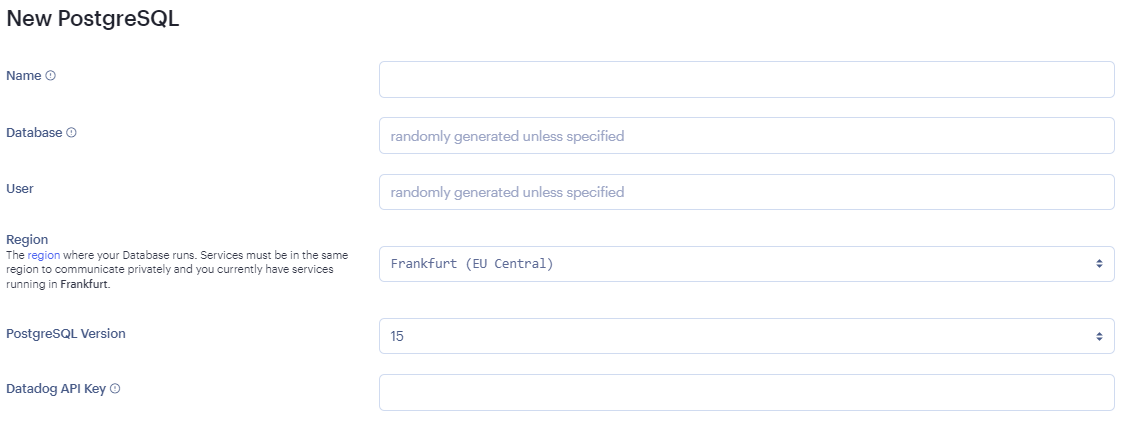 New PostgreSQL
Name
Database
randomly generated unless specified
User
randomly generated unless specified
Region
The region where your Database runs. Services must be in the same
region to communicate privately and you currently have services
running in Frankfurt.
Frankfurt (EU Central)
PostgreSQL Version
15
Datadog API Key